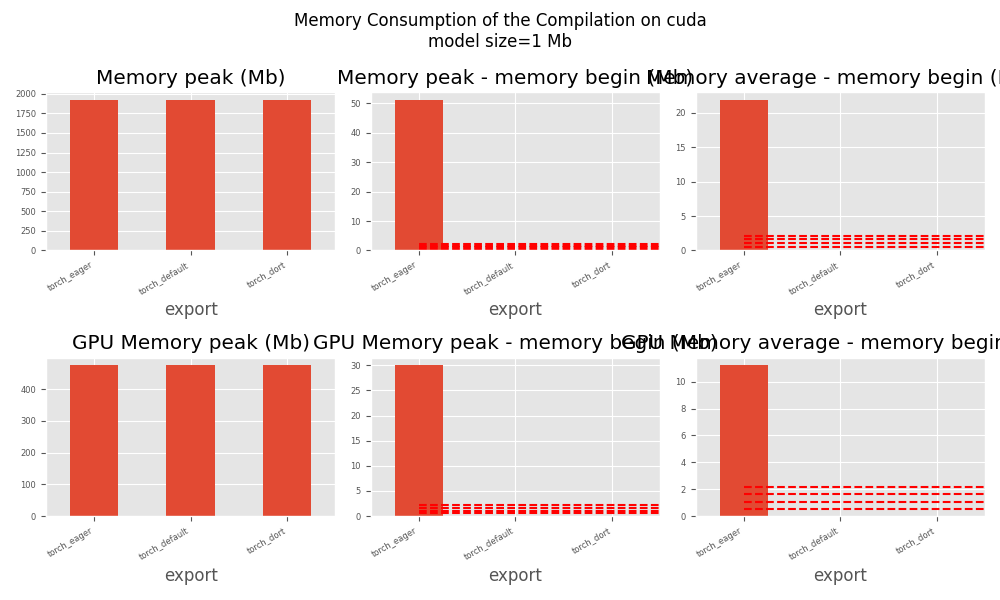 Memory Consumption of the Compilation on cuda
model size=1 Mb
Memory peak (Mb)
Memory peak - memory begin (Mb)
Memory average - memory begin (
2000
1750
1500
1250
1000
750
500
250
0
torch_eager
torch_default
torch_dort
export
50
40
30
20
10
0
torch_eager
torch_default
torch_dort
export
20
15
10
5
0
torch_eager
torch_default
torch_dort
export
GPU Memory peak (Mb)
GPU Memory peak - memory begin (Mb)
GPU Memory average - memory begin
400
300
200
100
0
torch_eager
torch_default
torch_dort
export
30
25
20
15
10
5
0
torch_eager
torch_default
torch_dort
export
10
8
6
4
2
0
torch_eager
torch_default
torch_dort
export